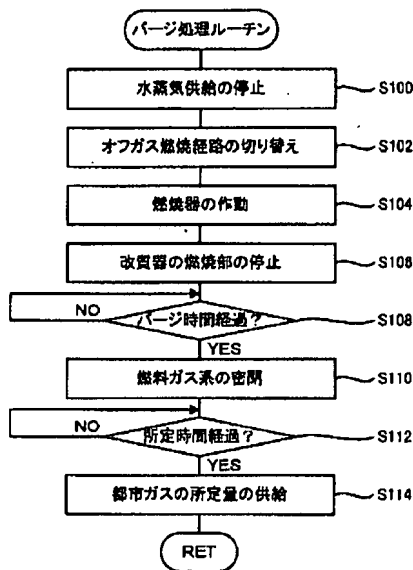 パージ処理ルーチン
水蒸気供給の停止
S100
オフガス燃焼経路の切り替え
S102
燃焼器の作動
S104
改質器の燃焼部の停止
S106
NO
パージ時間経過?
S108
YES
燃料ガス系の密閉
S110
NO
所定時間経過?
S112
YES
都市ガスの所定量の供給
S114
RET